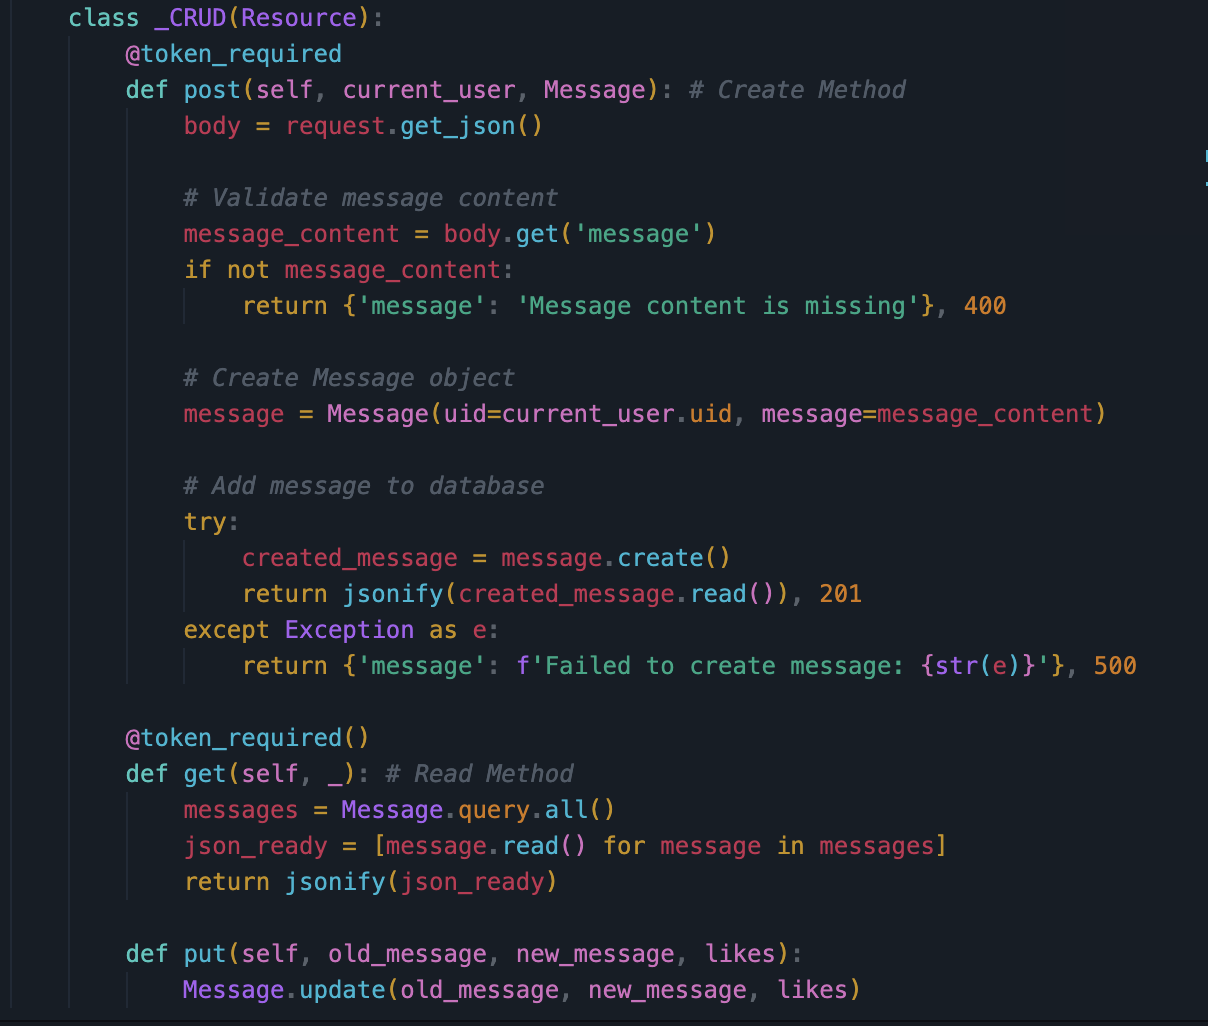 class _CRUD(Resource):
    @token_required
    def post(self, current_user, Message): # Create Method
        body = request.get_json()

        # Validate message content
        message_content = body.get('message')
        if not message_content:
            return {'message': 'Message content is missing'}, 400

        # Create Message object
        message = Message(uid=current_user.uid, message=message_content)

        # Add message to database
        try:
            created_message = message.create()
            return jsonify(created_message.read()), 201
        except Exception as e:
            return {'message': f'Failed to create message: {str(e)}'}, 500

    @token_required()
    def get(self, _): # Read Method
        messages = Message.query.all()
        json_ready = [message.read() for message in messages]
        return jsonify(json_ready)

    def put(self, old_message, new_message, likes):
        Message.update(old_message, new_message, likes)